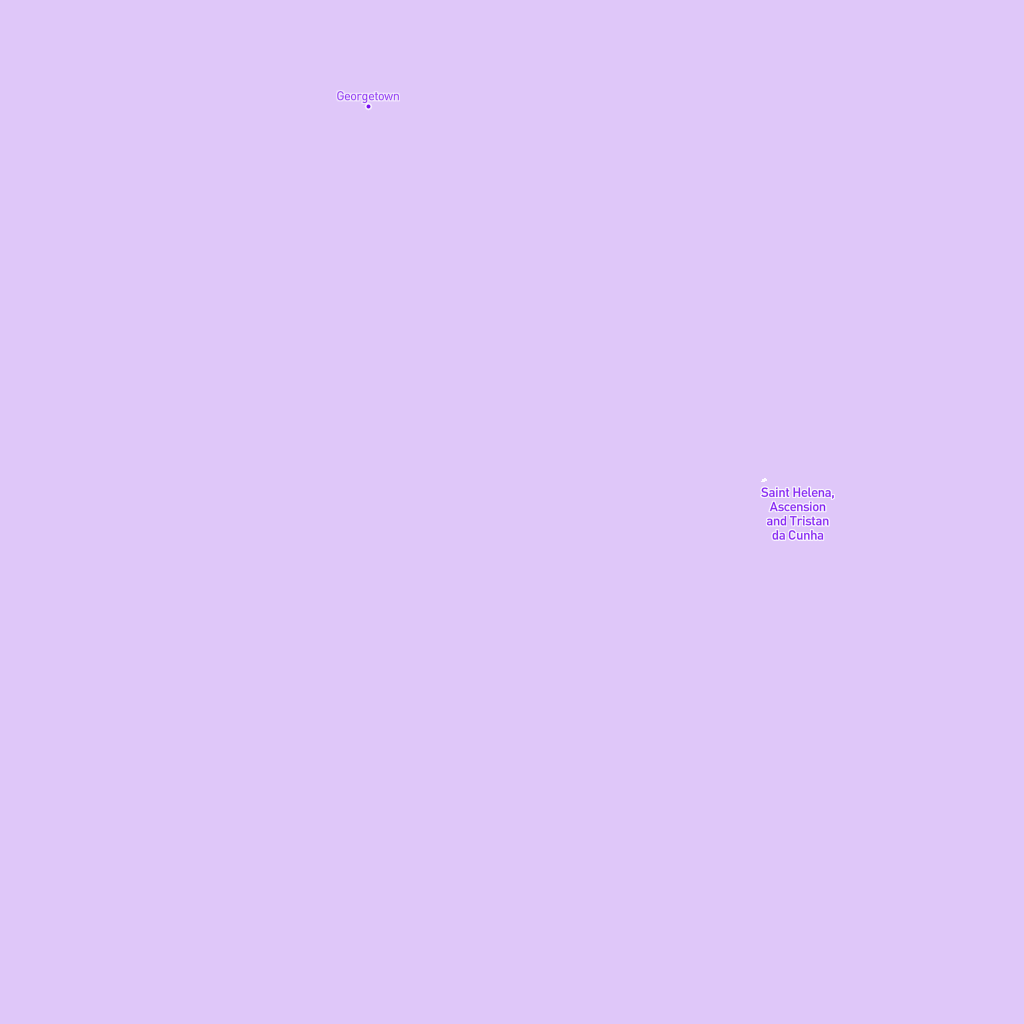 Georgetown
Saint Helena,
Ascension
and Tristan
da Cunha